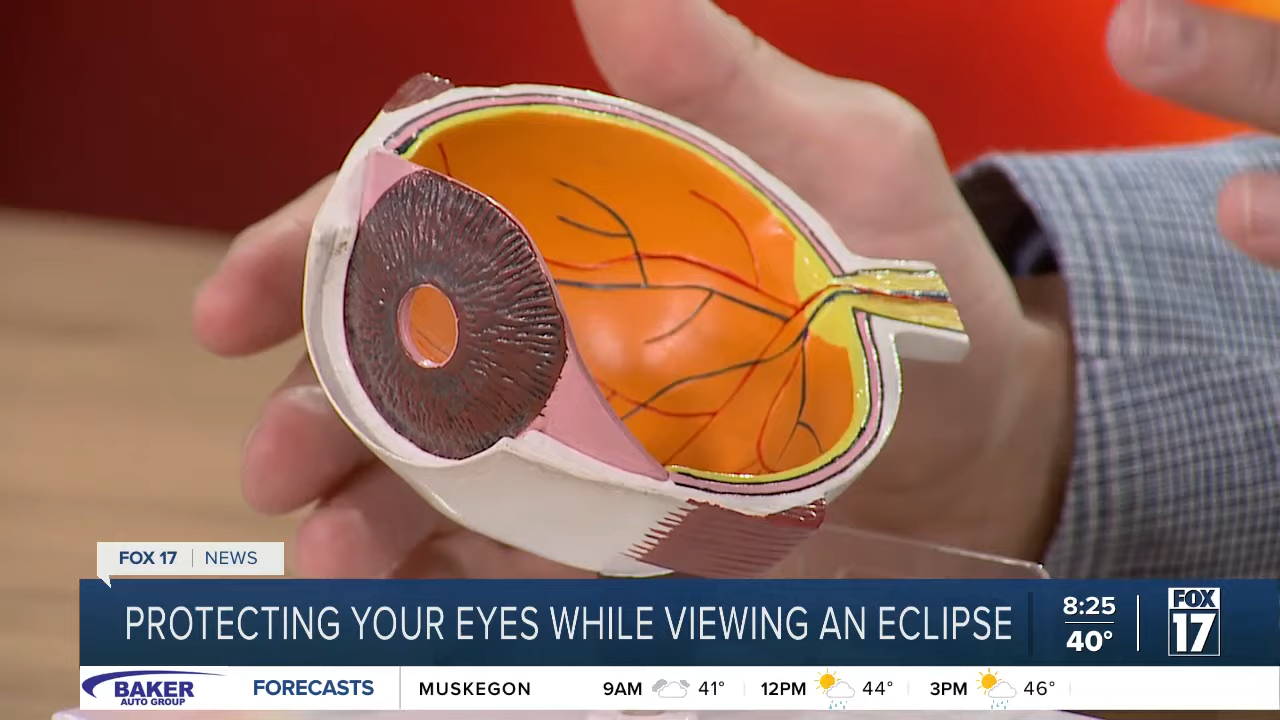 FOX 17 | NEWS
PROTECTING YOUR EYES WHILE VIEWING AN ECLIPSE
8:25
40°
FOX
17
BAKER
AUTO GROUP
FORECASTS
MUSKEGON
9AM 41°
12PM 44°
3PM 46°